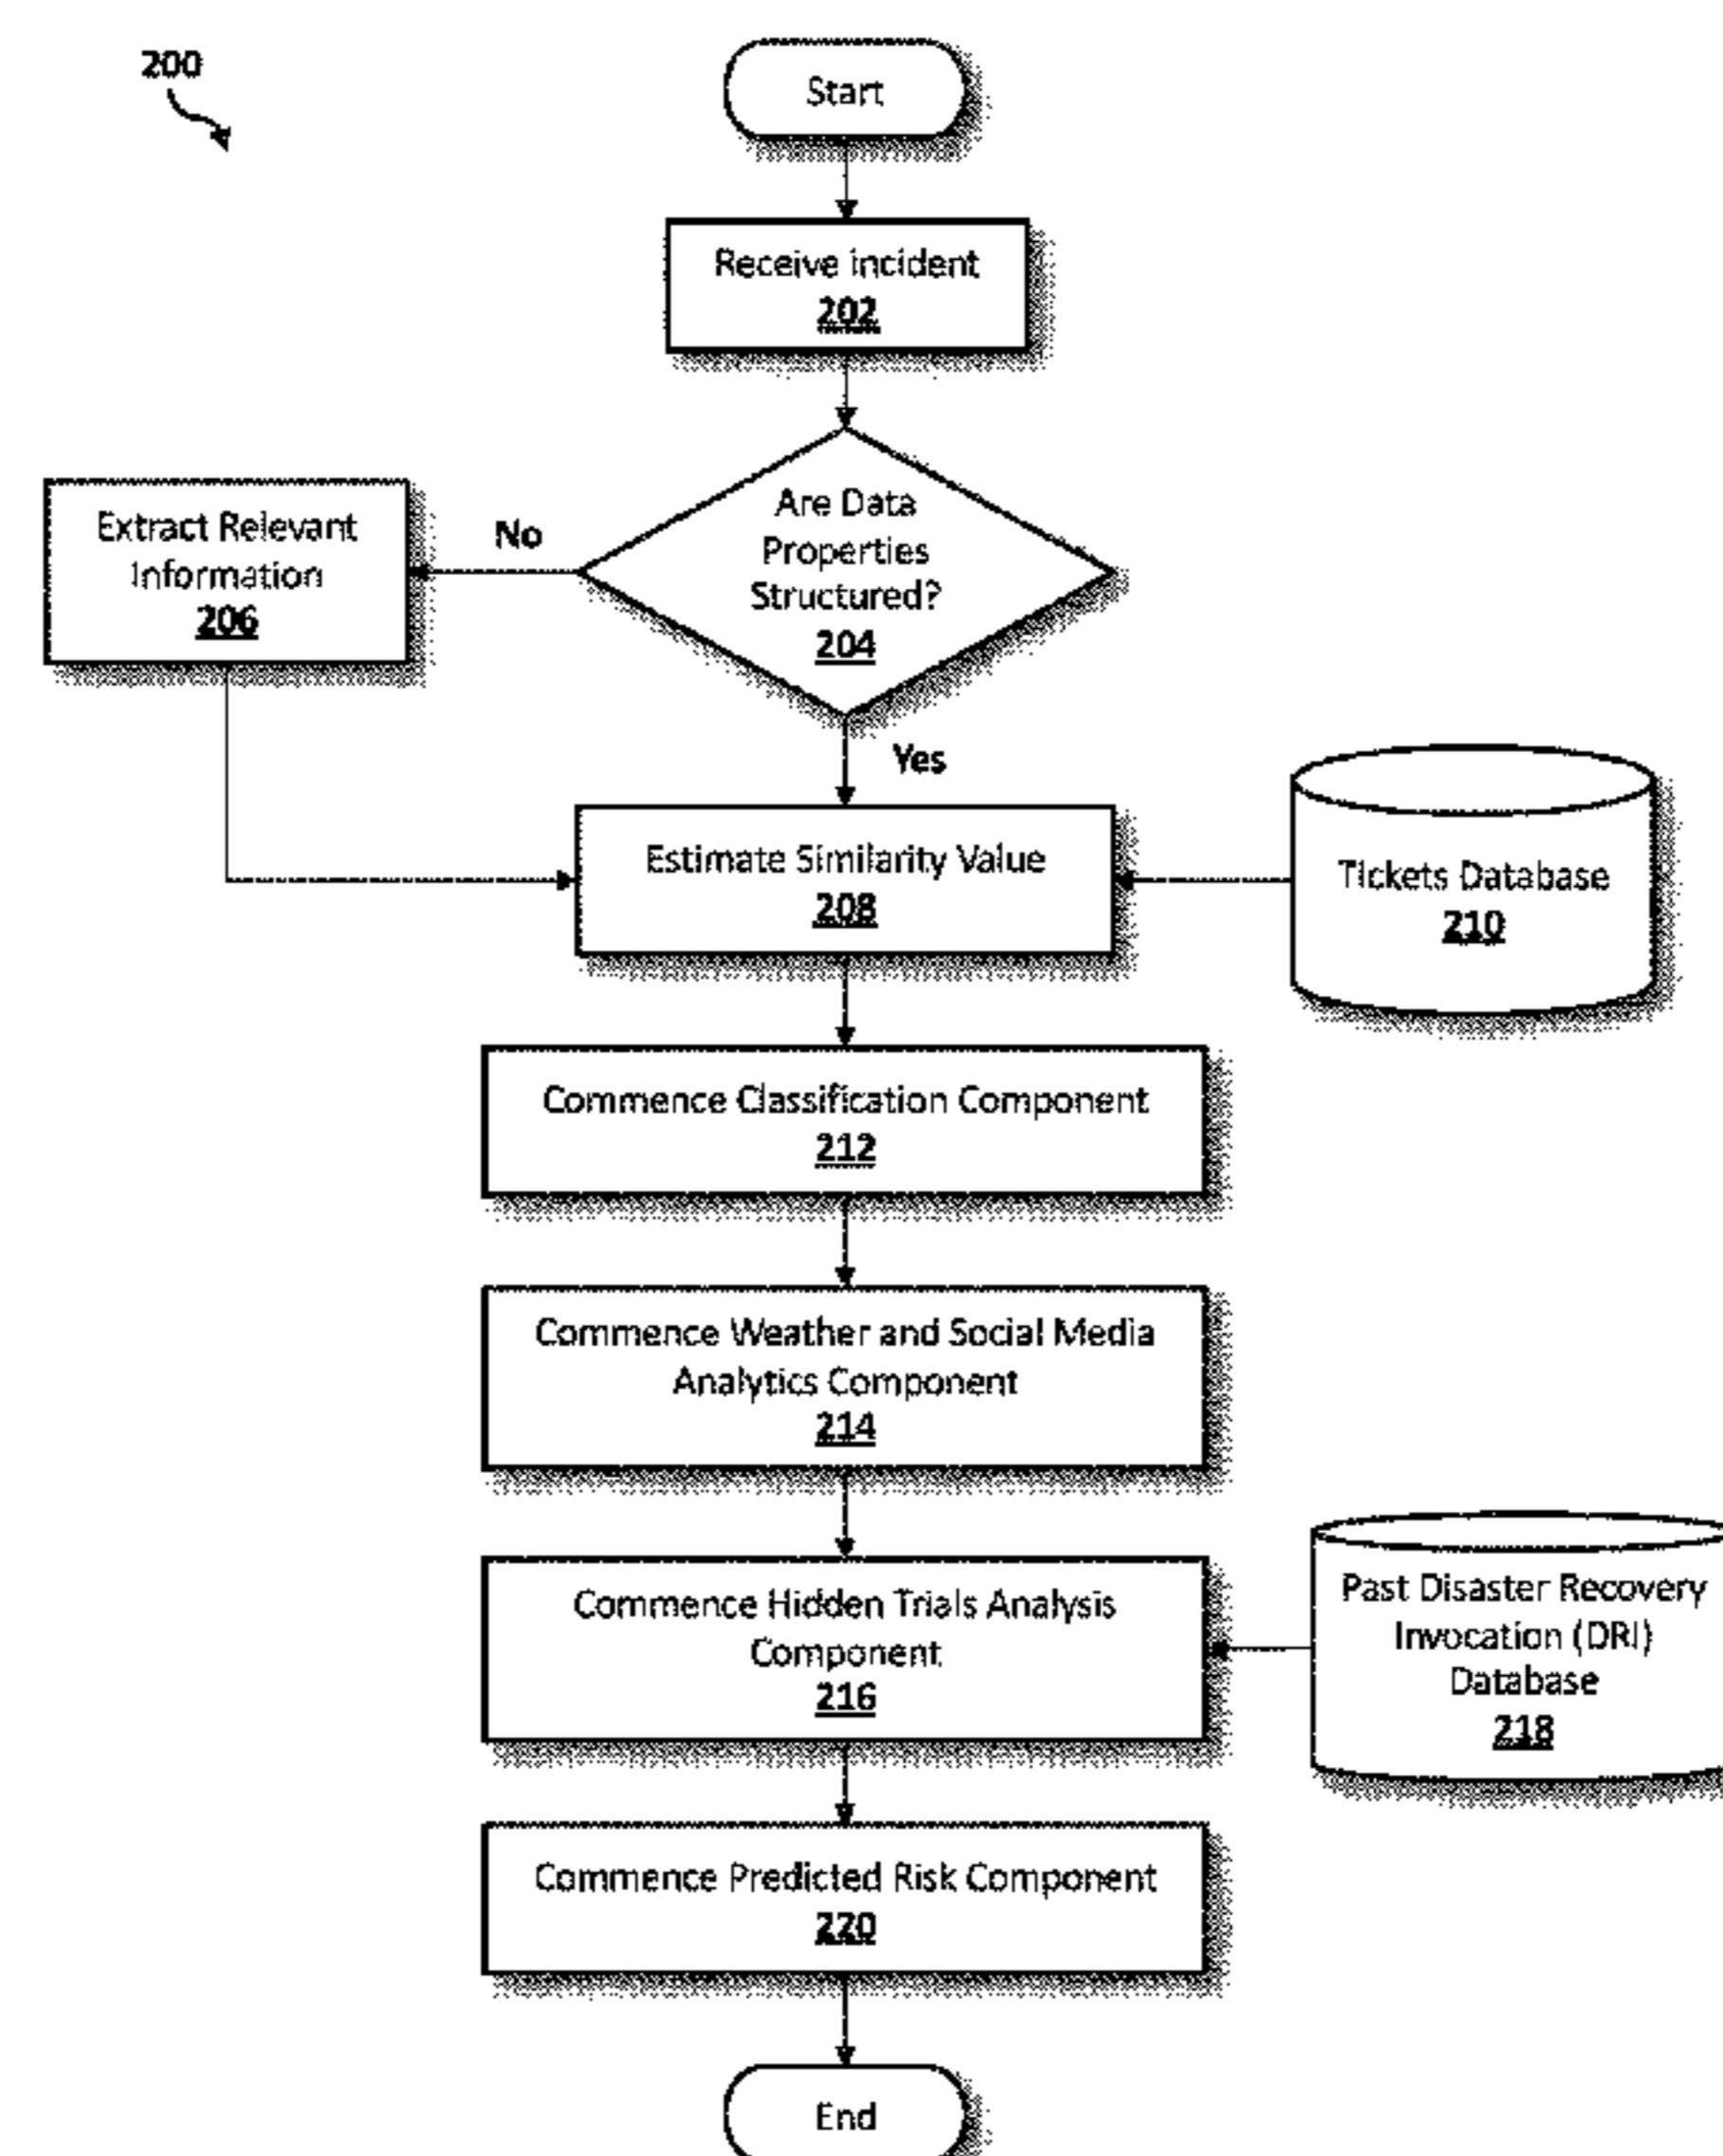 200
Start
Receive incident
202
Are Data
Properties
Structured?
204
No
Extract Relevant
Information
206
Yes
Estimate Similarity Value
208
Tickets Database
210
Commence Classification Component
212
Commence Weather and Social Media
Analytics Component
214
Commence Hidden Trials Analysis
Component
216
Past Disaster Recovery
Invocation (DRI)
Database
218
Commence Predicted Risk Component
220
End